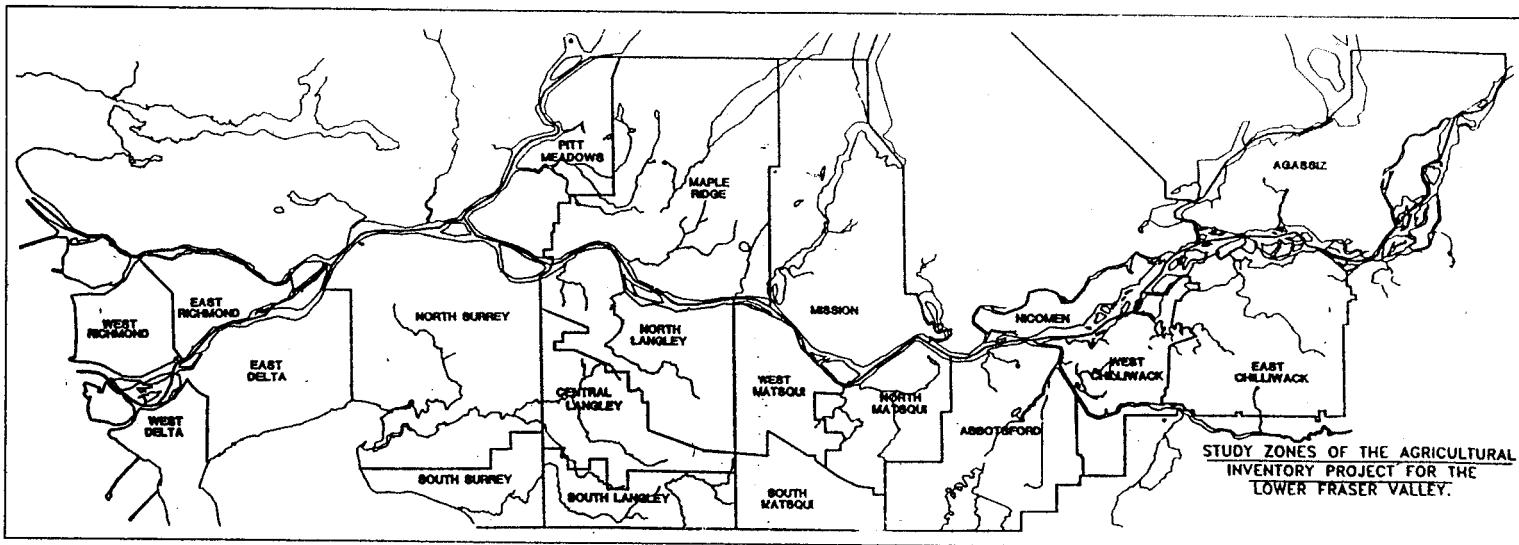 PITT
MEADOWS
MAPLE
RIDGE
AGASSIZ
WEST
RICHMOND
EAST
RICHMOND
NORTH SURREY
NORTH
LANGLEY
MISSION
NICOMEN
EAST
DELTA
WEST
DELTA
CENTRAL
LANGLEY
WEST
MATSQUI
NORTH
MATSQUI
WEST
CHILLIWACK
EAST
CHILLIWACK
ABBOTSFORD
SOUTH SURREY
SOUTH LANGLEY
SOUTH
MATSQUI
STUDY ZONES OF THE AGRICULTURAL
INVENTORY PROJECT FOR THE
LOWER FRASER VALLEY.